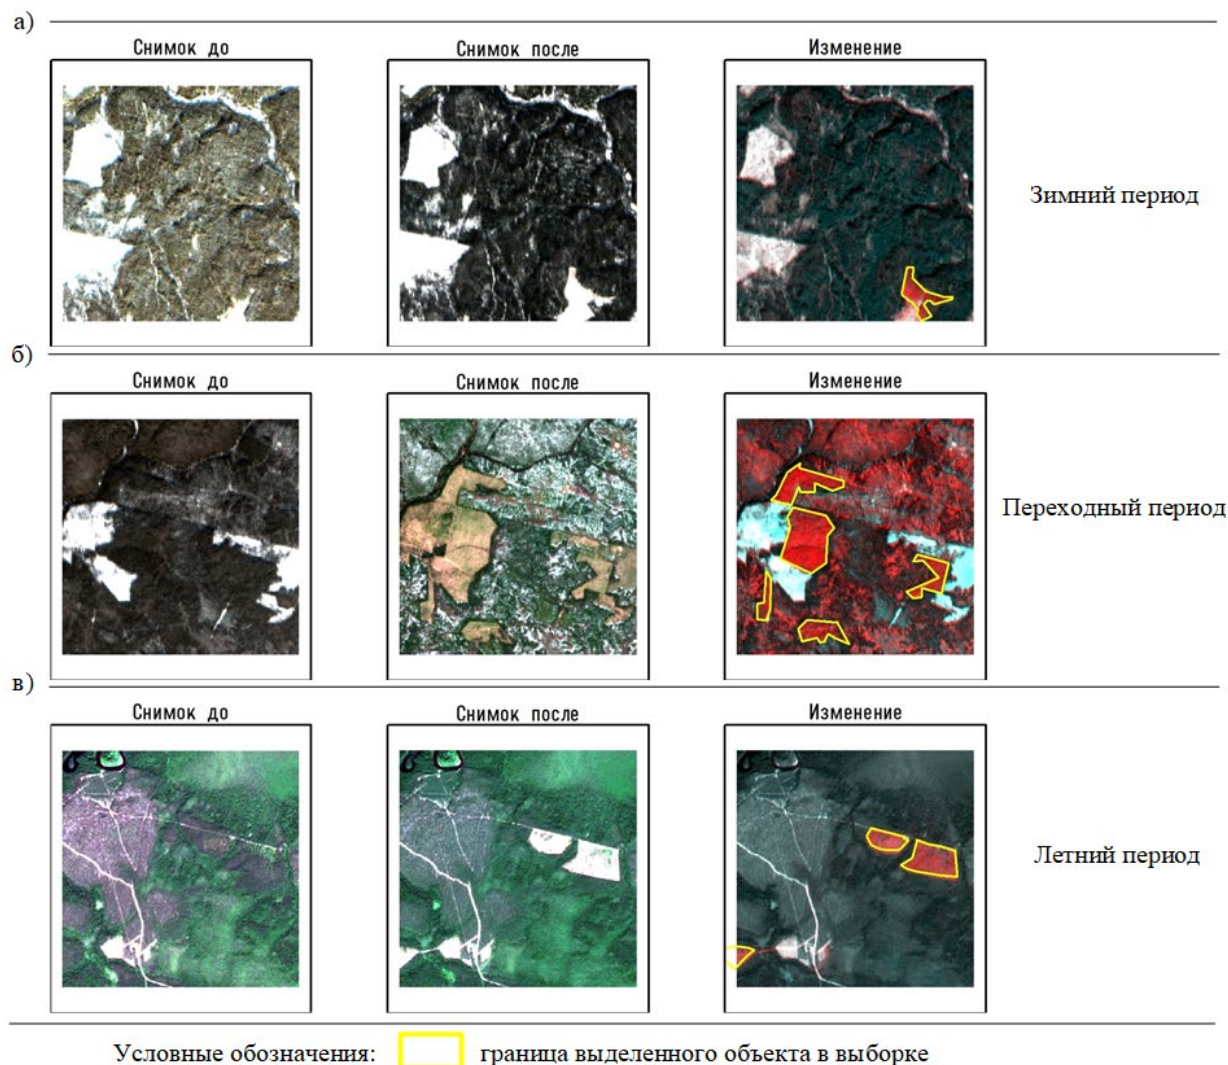 а)
Снимок до Снимок после Изменение
Зимний период
б)
Снимок до Снимок после Изменение
Переходный период
в)
Снимок до Снимок после Изменение
Летний период
Условные обозначения: граница выделенного объекта в выборке